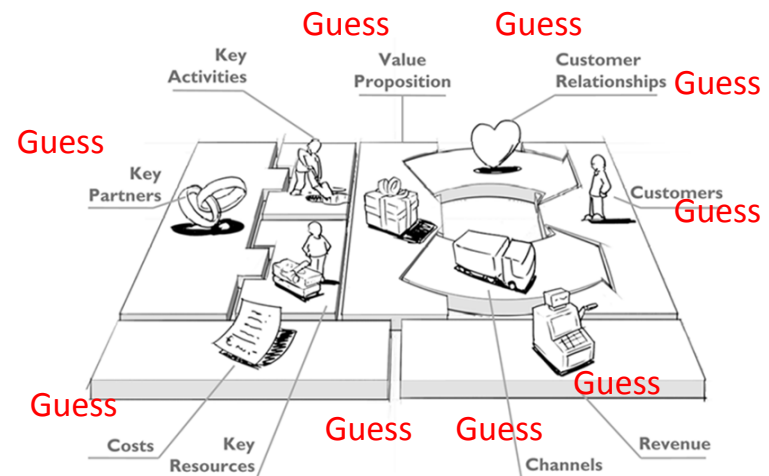 Guess
Guess
Key
Activities
Value
Proposition
Customer
Relationships
Guess
Guess
Key
Partners
Customers
Guess
Guess
Guess
Guess
Guess
Costs
Key
Resources
Channels
Revenue